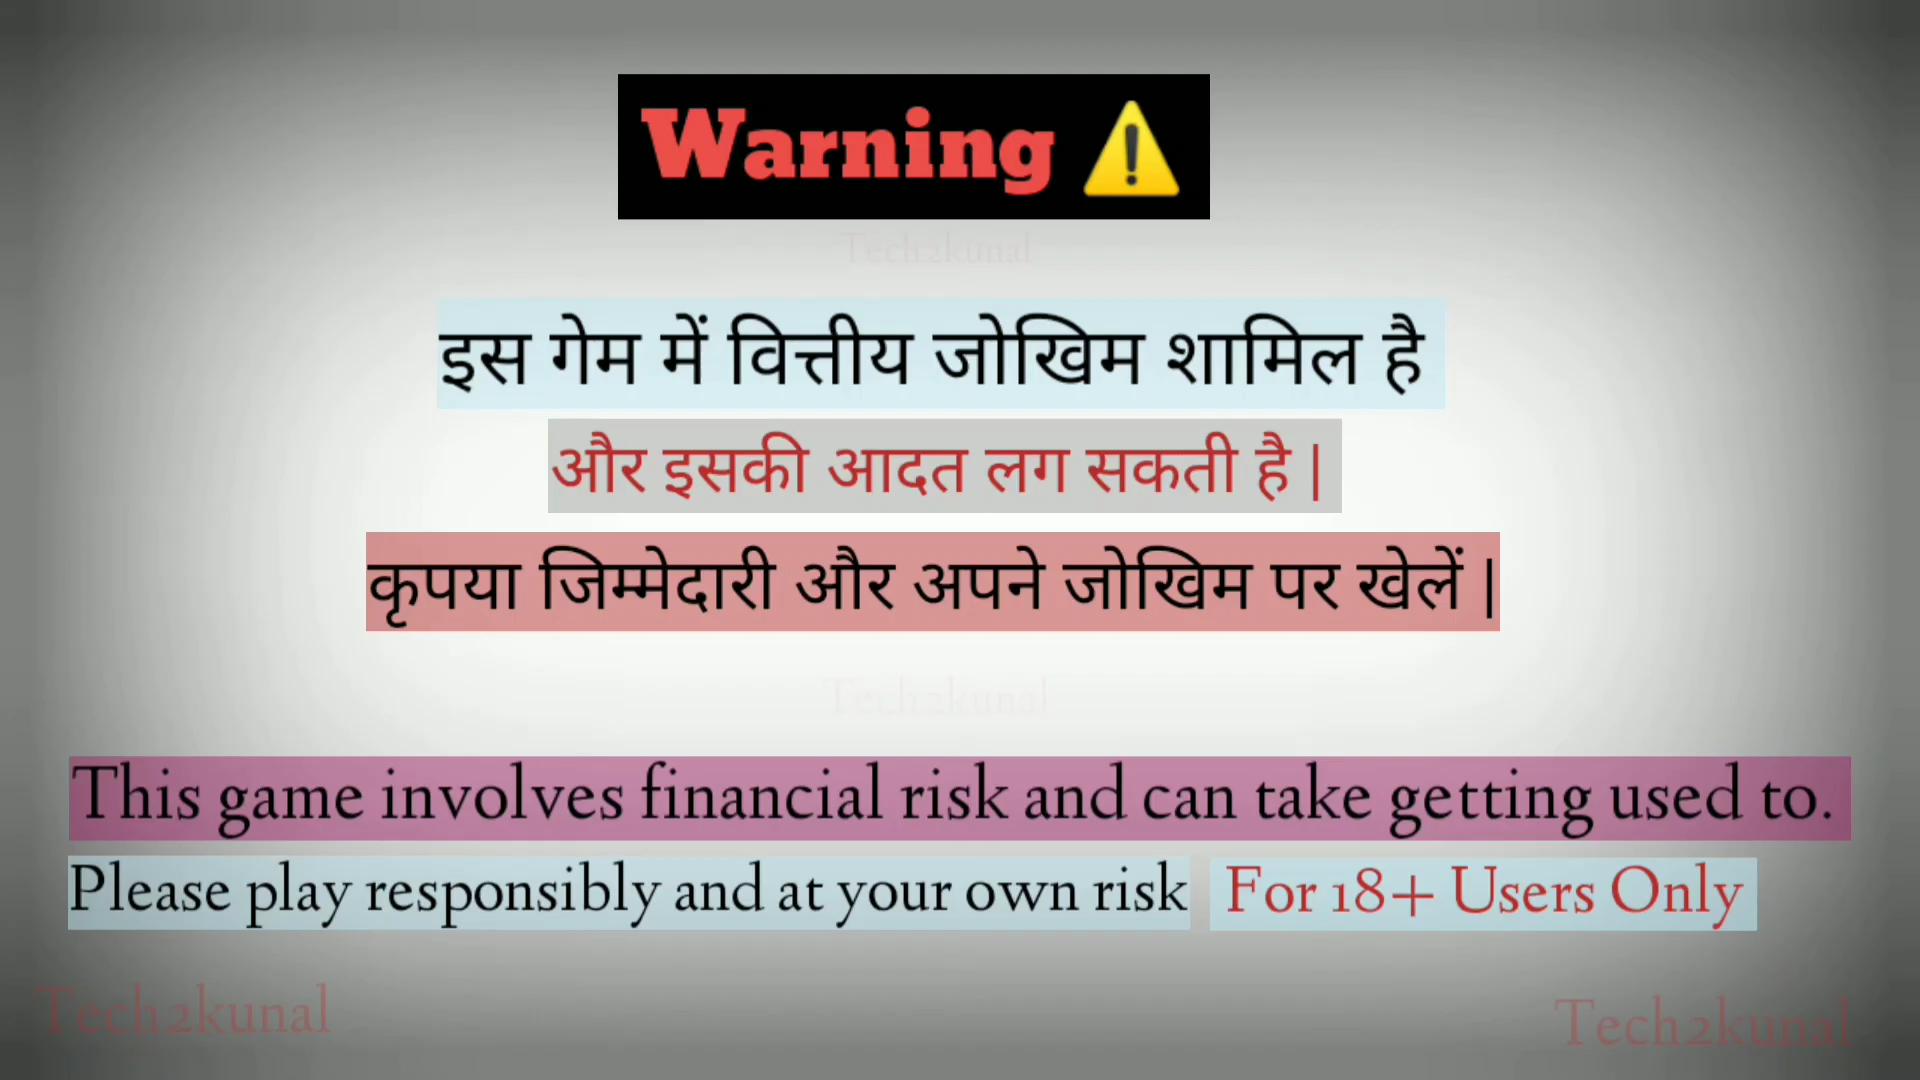 Warning ⚠️
Tech2kunal
इस गेम में वित्तीय जोखिम शामिल है
और इसकी आदत लग सकती है |
कृपया जिम्मेदारी और अपने जोखिम पर खेलें |
Tech2kunal
This game involves financial risk and can take getting used to.
Please play responsibly and at your own risk For 18+ Users Only
Tech2kunal
Tech2kunal